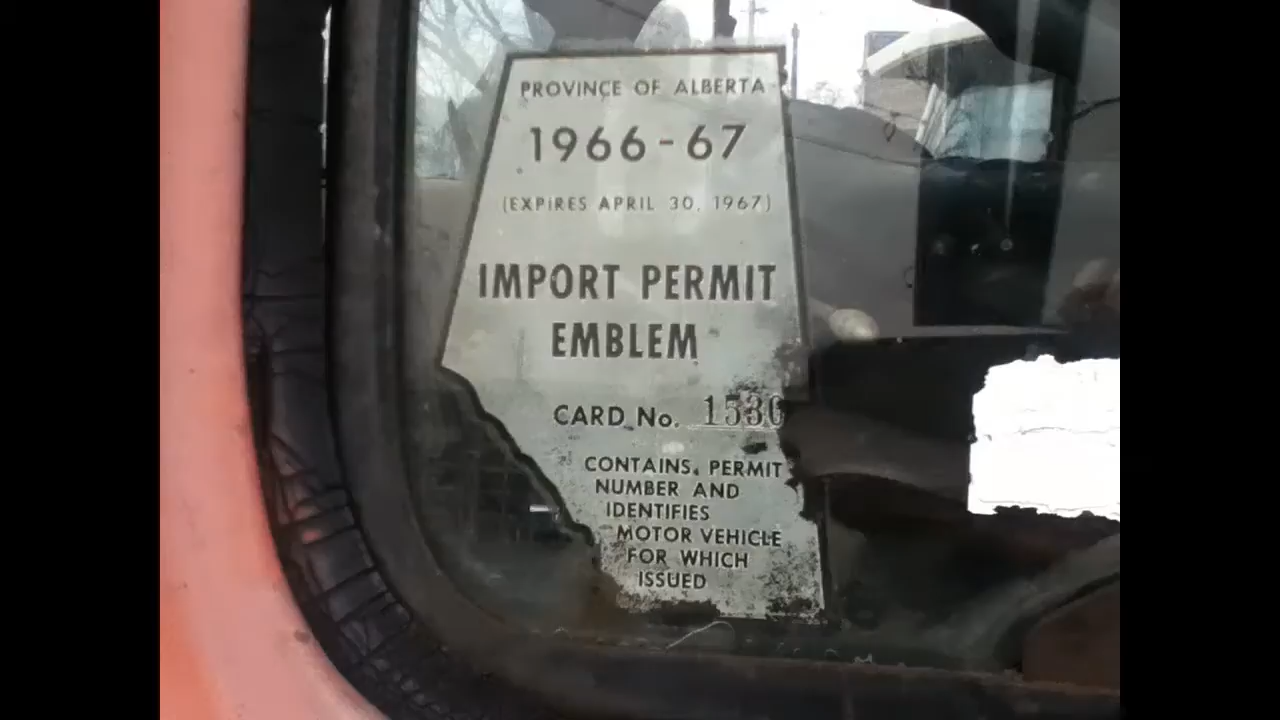 PROVINCE OF ALBERTA
1966-67
(EXPIRES APRIL 30, 1967)
IMPORT PERMIT
EMBLEM
CARD No. 1530
CONTAINS. PERMIT
NUMBER AND
IDENTIFIES
MOTOR VEHICLE
FOR WHICH
ISSUED